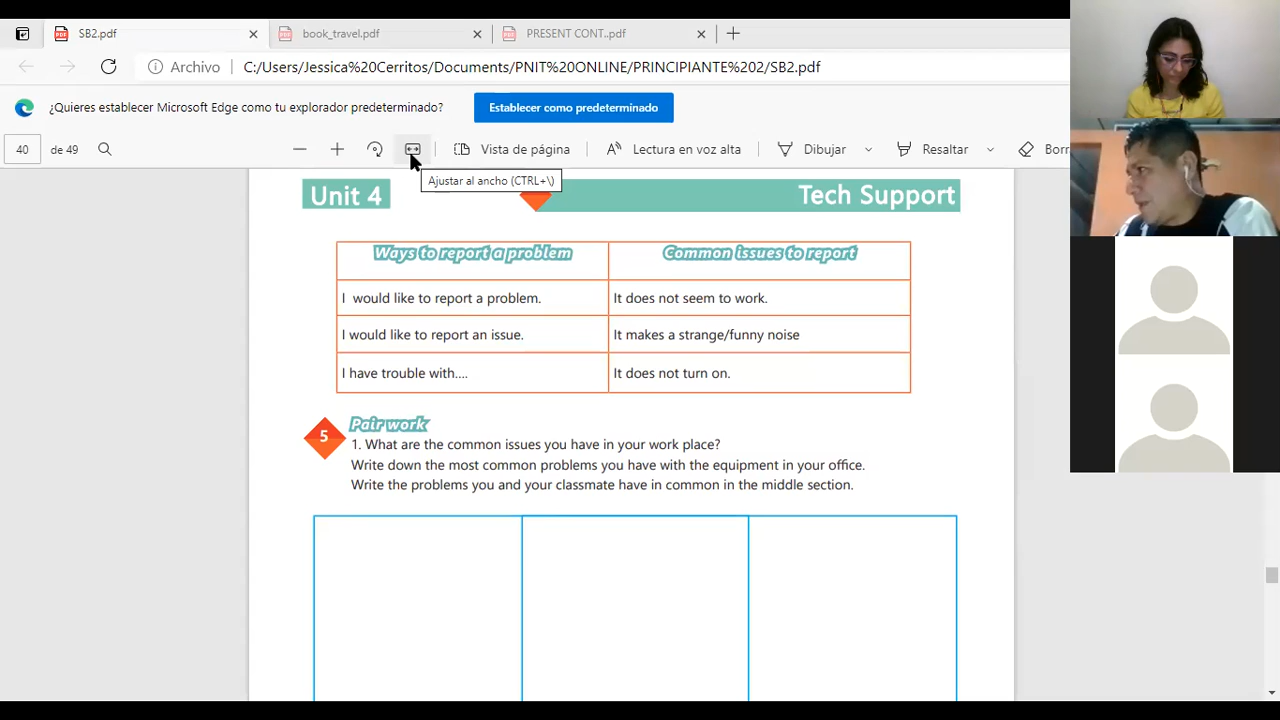 SB2.pdf
book_travel.pdf
PRESENT CONT..pdf
Archivo
C:/Users/Jessica%20Cerritos/Documents/PNIT%20ONLINE/PRINCIPIANTE%202/SB2.pdf
¿Quieres establecer Microsoft Edge como tu explorador predeterminado?
Establecer como predeterminado
40 de 49
Vista de página
Lectura en voz alta
Dibujar
Resaltar
Borr
Ajustar al ancho (CTRL+\)
Unit 4
Tech Support
Ways to report a problem
Common issues to report
I would like to report a problem.
It does not seem to work.
I would like to report an issue.
It makes a strange/funny noise
I have trouble with....
It does not turn on.
5
Pair work
1. What are the common issues you have in your work place?
Write down the most common problems you have with the equipment in your office.
Write the problems you and your classmate have in common in the middle section.